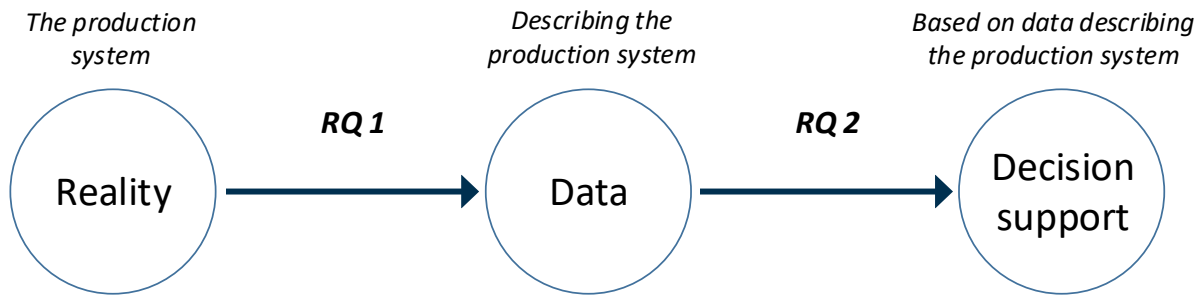 The production
system
Describing the
production system
Based on data describing
the production system
RQ 1
RQ 2
Reality
Data
Decision
support